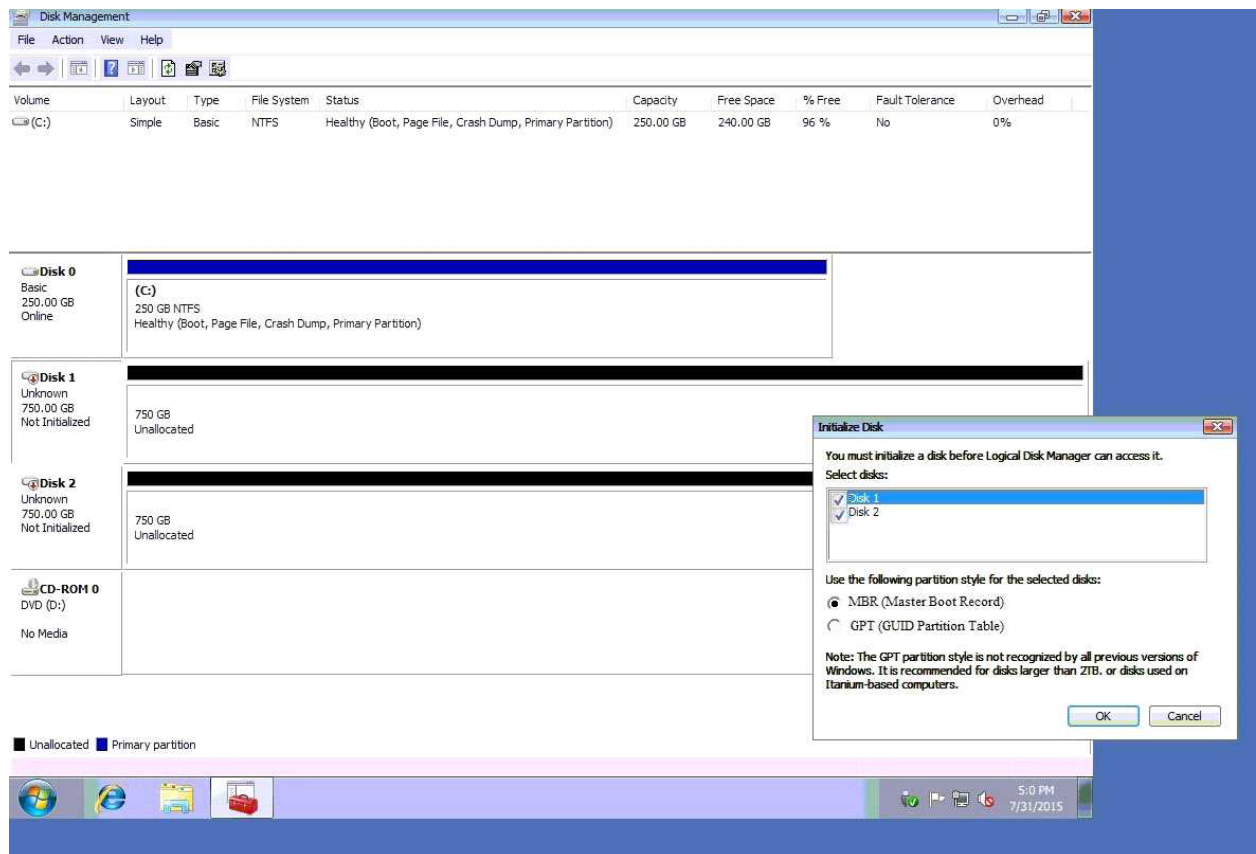 Disk Management
File Action View Help
Volume Layout Type File System Status Capacity Free Space % Free Fault Tolerance Overhead
(C:) Simple Basic NTFS Healthy (Boot, Page File, Crash Dump, Primary Partition) 250.00 GB 240.00 GB 96 % No 0%
Disk 0
Basic
250.00 GB
Online
(C:)
250 GB NTFS
Healthy (Boot, Page File, Crash Dump, Primary Partition)
Disk 1
Unknown
750.00 GB
Not Initialized
750 GB
Unallocated
Disk 2
Unknown
750.00 GB
Not Initialized
750 GB
Unallocated
CD-ROM 0
DVD (D:)
No Media
Unallocated Primary partition
Initialize Disk
You must initialize a disk before Logical Disk Manager can access it.
Select disks:
Disk 1
Disk 2
Use the following partition style for the selected disks:
MBR (Master Boot Record)
GPT (GUID Partition Table)
Note: The GPT partition style is not recognized by all previous versions of
Windows. It is recommended for disks larger than 2TB. or disks used on
Itanium-based computers.
OK Cancel
5:0 PM
7/31/2015